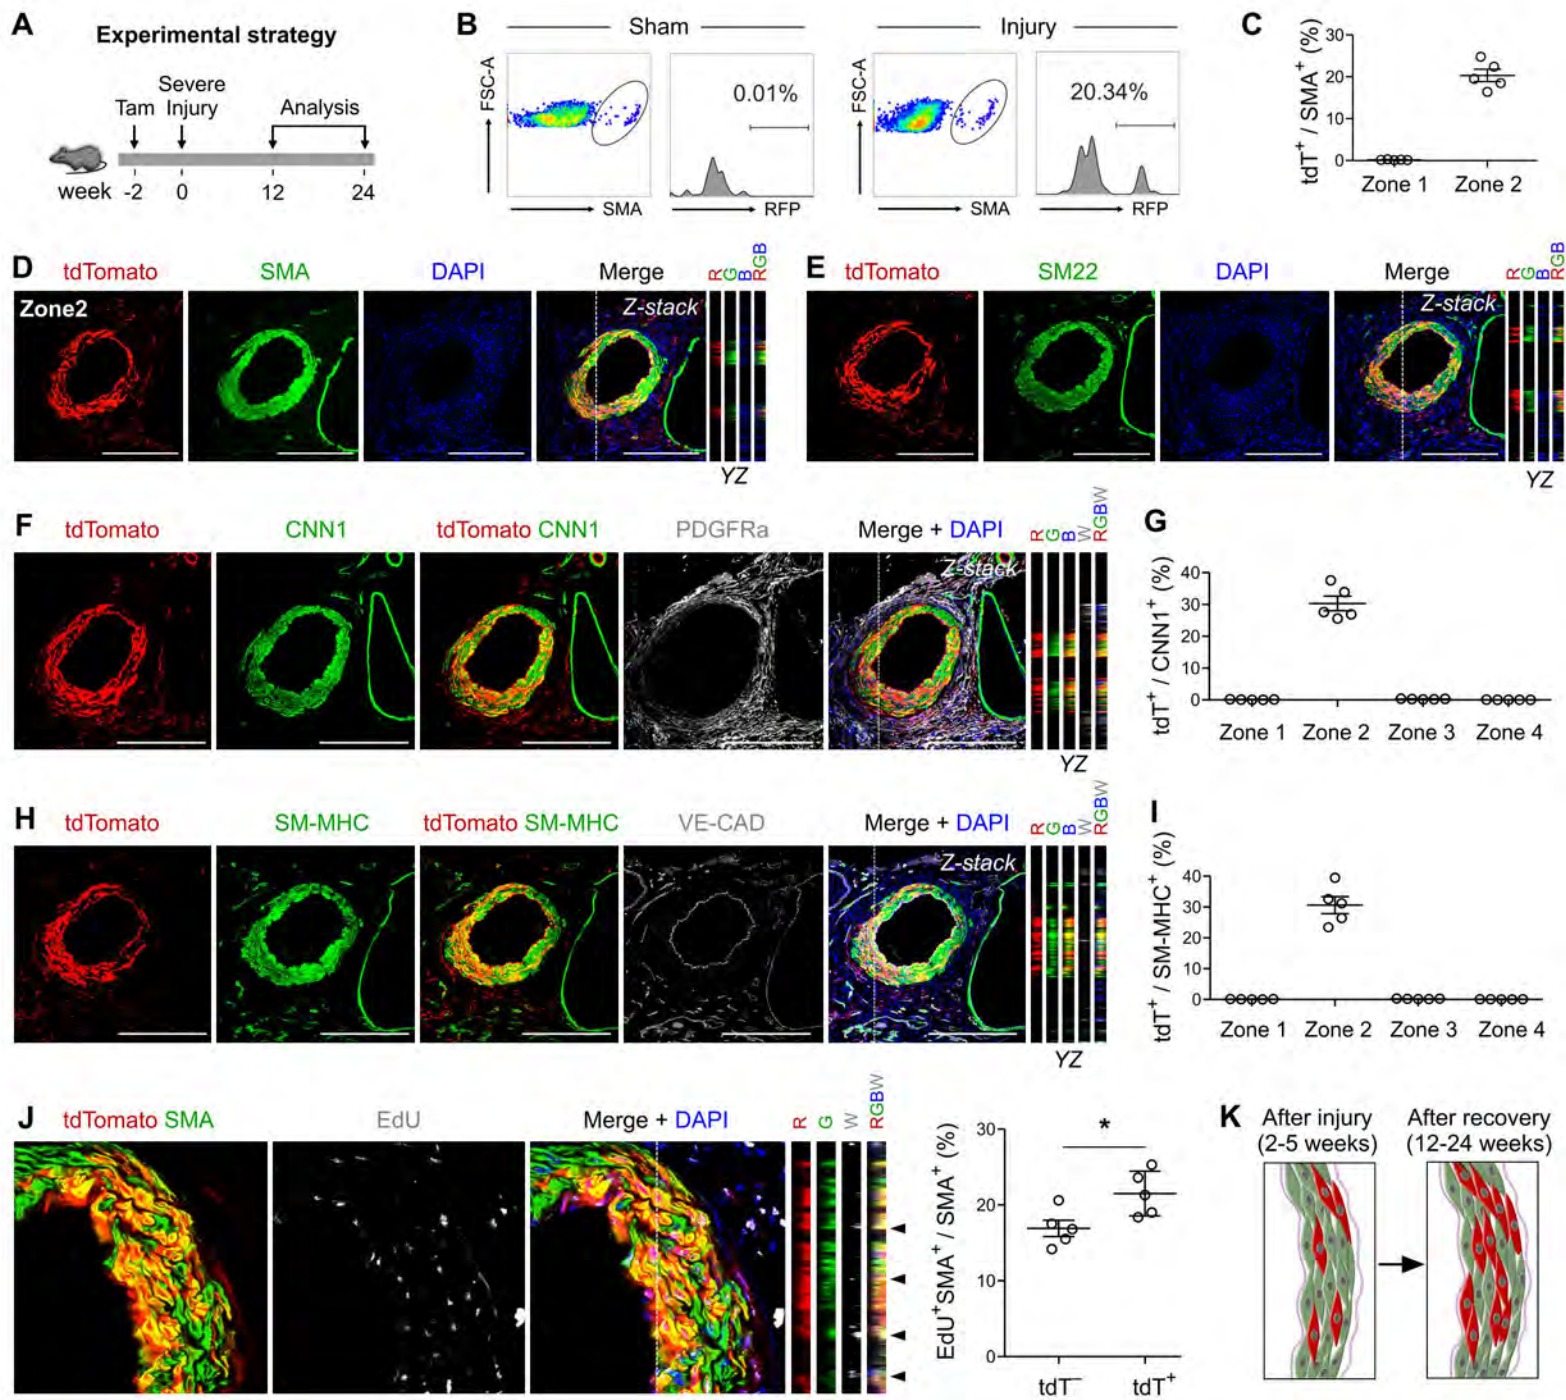 A
Experimental strategy
Severe
Tam Injury Analysis
week -2 0 12 24
B
Sham Injury
FSC-A
0.01%
SMA RFP
FSC-A
20.34%
SMA RFP
C
tdT+ / SMA+ (%)
30
20
10
0
Zone 1 Zone 2
D
tdTomato SMA DAPI Merge
R G B RGB
Zone2
Z-stack
YZ
E
tdTomato SM22 DAPI Merge
R G B RGB
Z-stack
YZ
F
tdTomato CNN1 tdTomato CNN1 PDGFRa Merge + DAPI
R G B W RGBW
Z-stack
YZ
G
tdT+ / CNN1+ (%)
40
30
20
10
0
Zone 1 Zone 2 Zone 3 Zone 4
H
tdTomato SM-MHC tdTomato SM-MHC VE-CAD Merge + DAPI
R G B W RGBW
Z-stack
YZ
I
tdT+ / SM-MHC+ (%)
40
30
20
10
0
Zone 1 Zone 2 Zone 3 Zone 4
J
tdTomato SMA EdU Merge + DAPI
R G W RGBW
EdU+SMA+ / SMA+ (%)
30
20
10
0
*
tdT− tdT+
K
After injury
(2-5 weeks)
After recovery
(12-24 weeks)